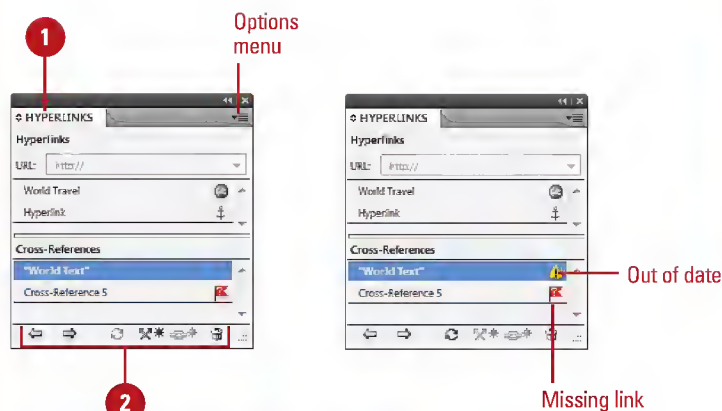 1
Options
menu
HYPERLINKS
Hyperlinks
URL: http://
World Travel
Hyperlink
Cross-References
"World Text"
Cross-Reference 5
2
HYPERLINKS
Hyperlinks
URL: http://
World Travel
Hyperlink
Cross-References
"World Text"
Cross-Reference 5
Out of date
Missing link